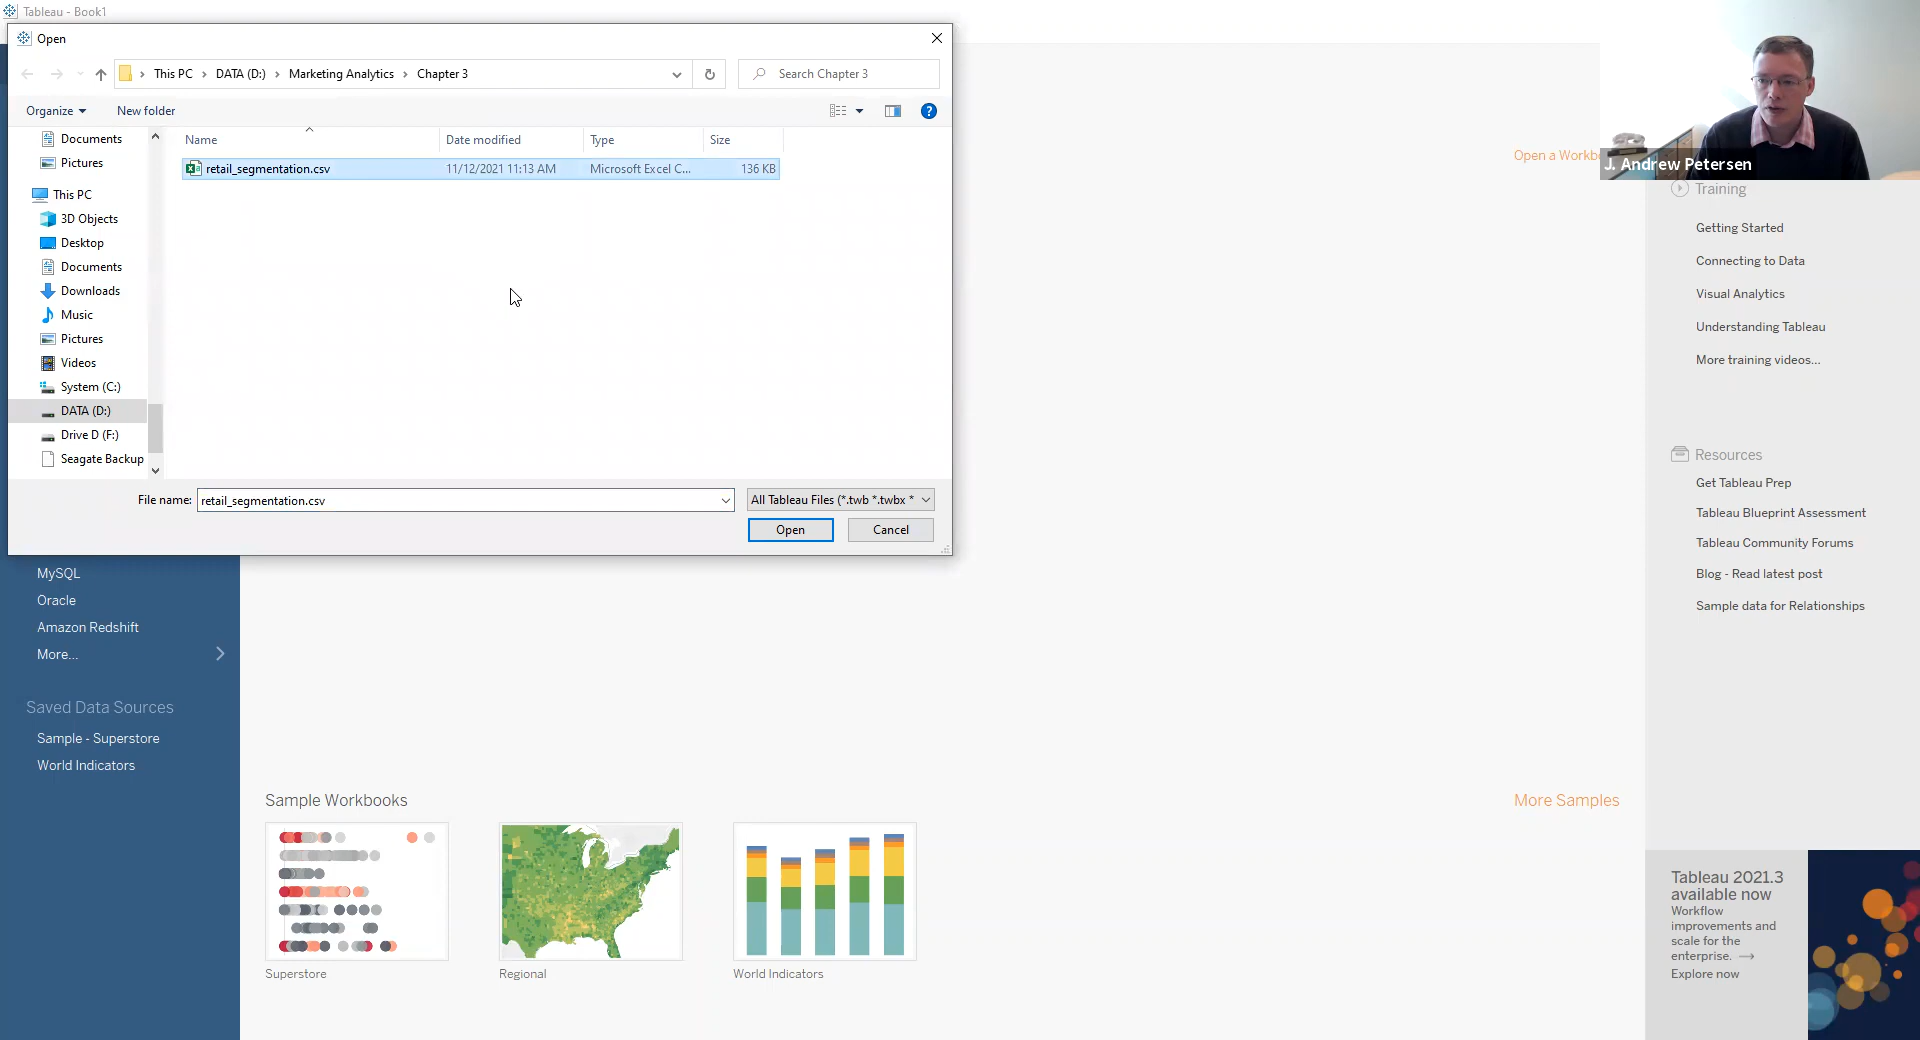 Tableau - Book1
Open
This PC > DATA (D:) > Marketing Analytics > Chapter 3
Search Chapter 3
Organize
New folder
Name
Date modified
Type
Size
retail_segmentation.csv
11/12/2021 11:13 AM
Microsoft Excel C...
136 KB
Documents
Pictures
This PC
3D Objects
Desktop
Documents
Downloads
Music
Pictures
Videos
System (C:)
DATA (D:)
Drive D (F:)
Seagate Backup
File name:
retail_segmentation.csv
All Tableau Files (*.twb *.twbx *
Open
Cancel
MySQL
Oracle
Amazon Redshift
More...
Saved Data Sources
Sample - Superstore
World Indicators
Open a Workb
J. Andrew Petersen
Training
Getting Started
Connecting to Data
Visual Analytics
Understanding Tableau
More training videos...
Resources
Get Tableau Prep
Tableau Blueprint Assessment
Tableau Community Forums
Blog - Read latest post
Sample data for Relationships
Sample Workbooks
More Samples
Superstore
Regional
World Indicators
Tableau 2021.3
available now
Workflow
improvements and
scale for the
enterprise. →
Explore now